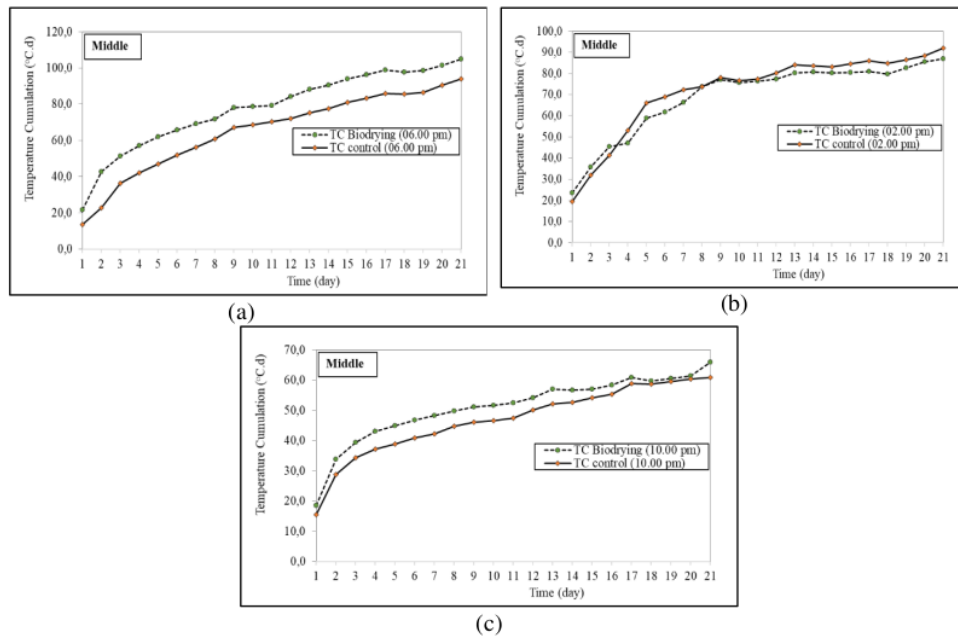 Middle
Temperature Cumulation (°C.d)
120,0
100,0
80,0
60,0
40,0
20,0
0,0
TC Biodrying (06.00 pm)
TC control (06.00 pm)
1 2 3 4 5 6 7 8 9 10 11 12 13 14 15 16 17 18 19 20 21
Time (day)
(a)
Middle
Temperature Cumulation (°C.d)
100,0
90,0
80,0
70,0
60,0
50,0
40,0
30,0
20,0
10,0
0,0
TC Biodrying (02.00 pm)
TC control (02.00 pm)
1 2 3 4 5 6 7 8 9 10 11 12 13 14 15 16 17 18 19 20 21
Time (day)
(b)
Middle
Temperature Cumulation (°C.d)
70,0
60,0
50,0
40,0
30,0
20,0
10,0
0,0
TC Biodrying (10.00 pm)
TC control (10.00 pm)
1 2 3 4 5 6 7 8 9 10 11 12 13 14 15 16 17 18 19 20 21
Time (day)
(c)